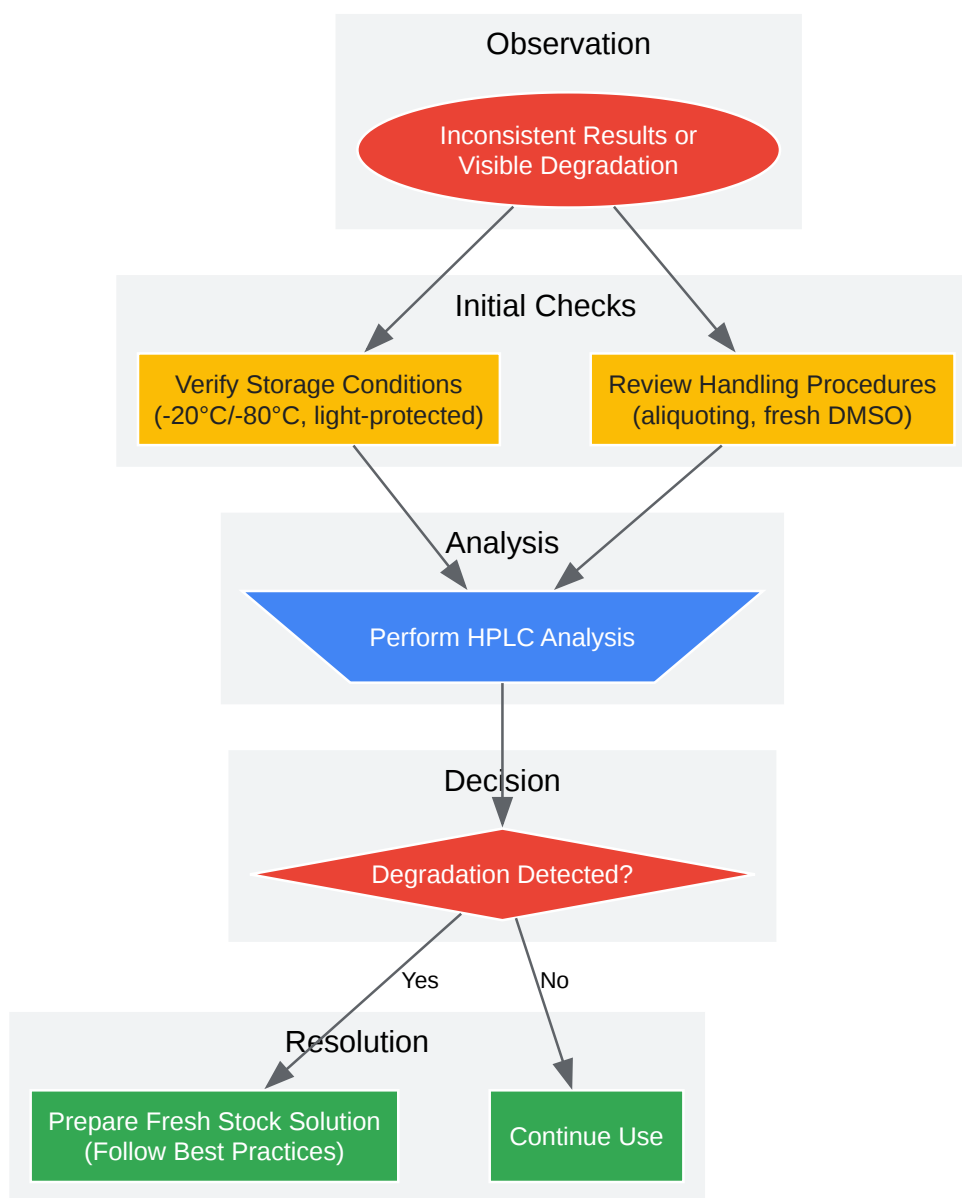 Observation
Inconsistent Results or
Visible Degradation
Initial Checks
Verify Storage Conditions
(-20°C/-80°C, light-protected)
Review Handling Procedures
(aliquoting, fresh DMSO)
Analysis
Perform HPLC Analysis
Decision
Degradation Detected?
Yes
No
Resolution
Prepare Fresh Stock Solution
(Follow Best Practices)
Continue Use